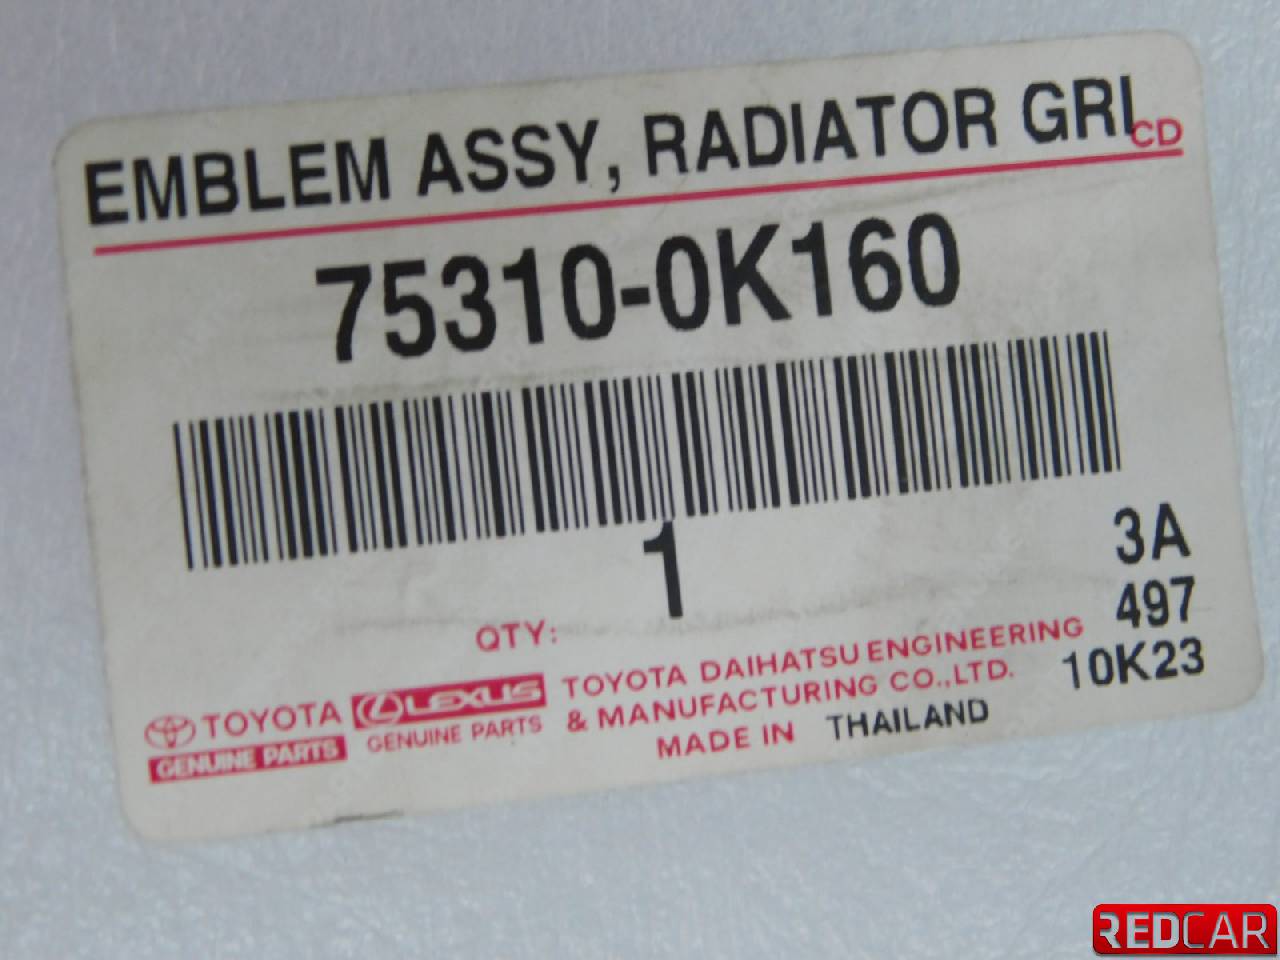 EMBLEM ASSY, RADIATOR GRI
CD
75310-0K160
1
3A
QTY:
497
10K23
TOYOTA
GENUINE PARTS
LEXUS
GENUINE PARTS
TOYOTA DAIHATSU ENGINEERING
& MANUFACTURING CO.,LTD.
MADE IN THAILAND
REDCAR